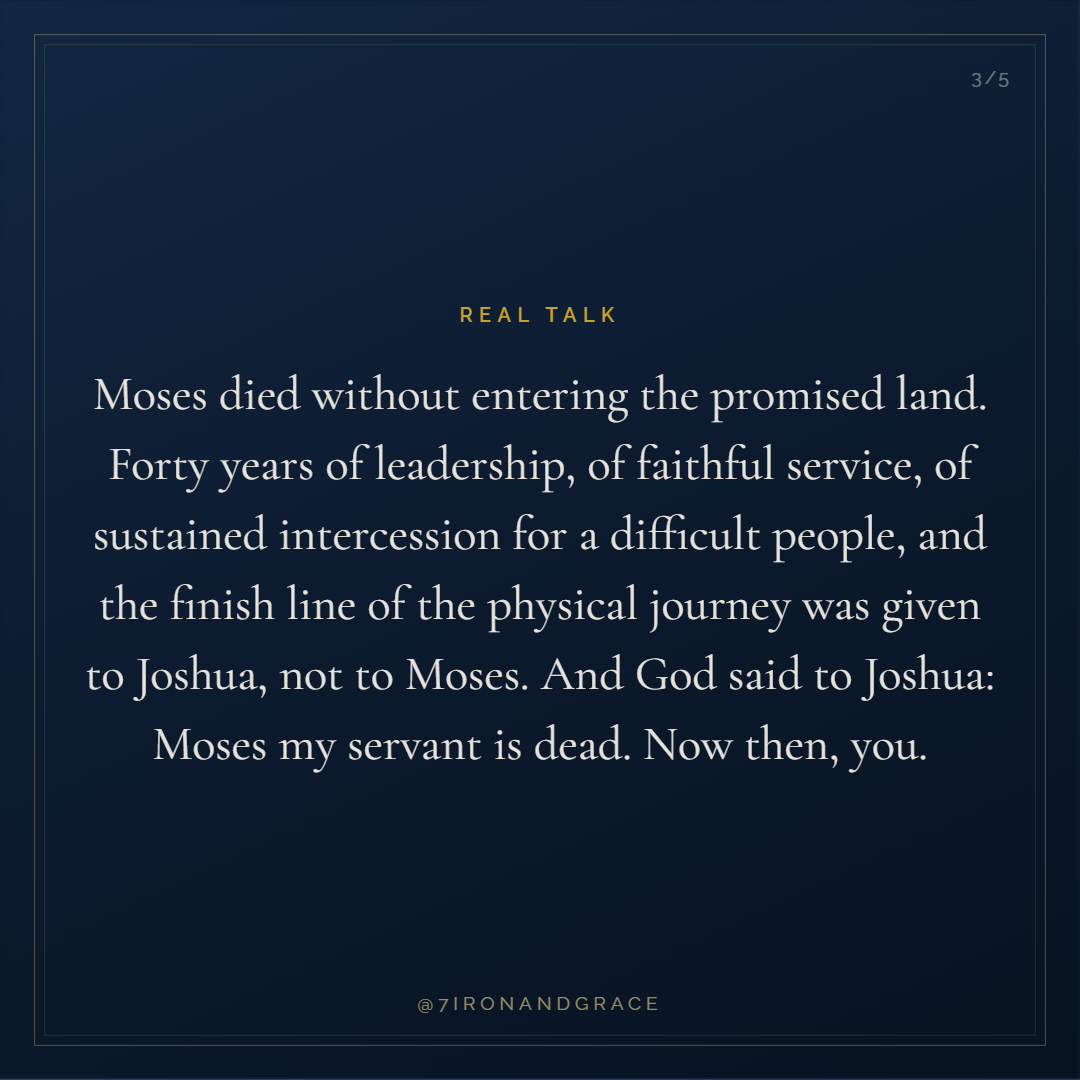 3/5
REAL TALK
Moses died without entering the promised land.
Forty years of leadership, of faithful service, of
sustained intercession for a difficult people, and
the finish line of the physical journey was given
to Joshua, not to Moses. And God said to Joshua:
Moses my servant is dead. Now then, you.
@7IRONANDGRACE